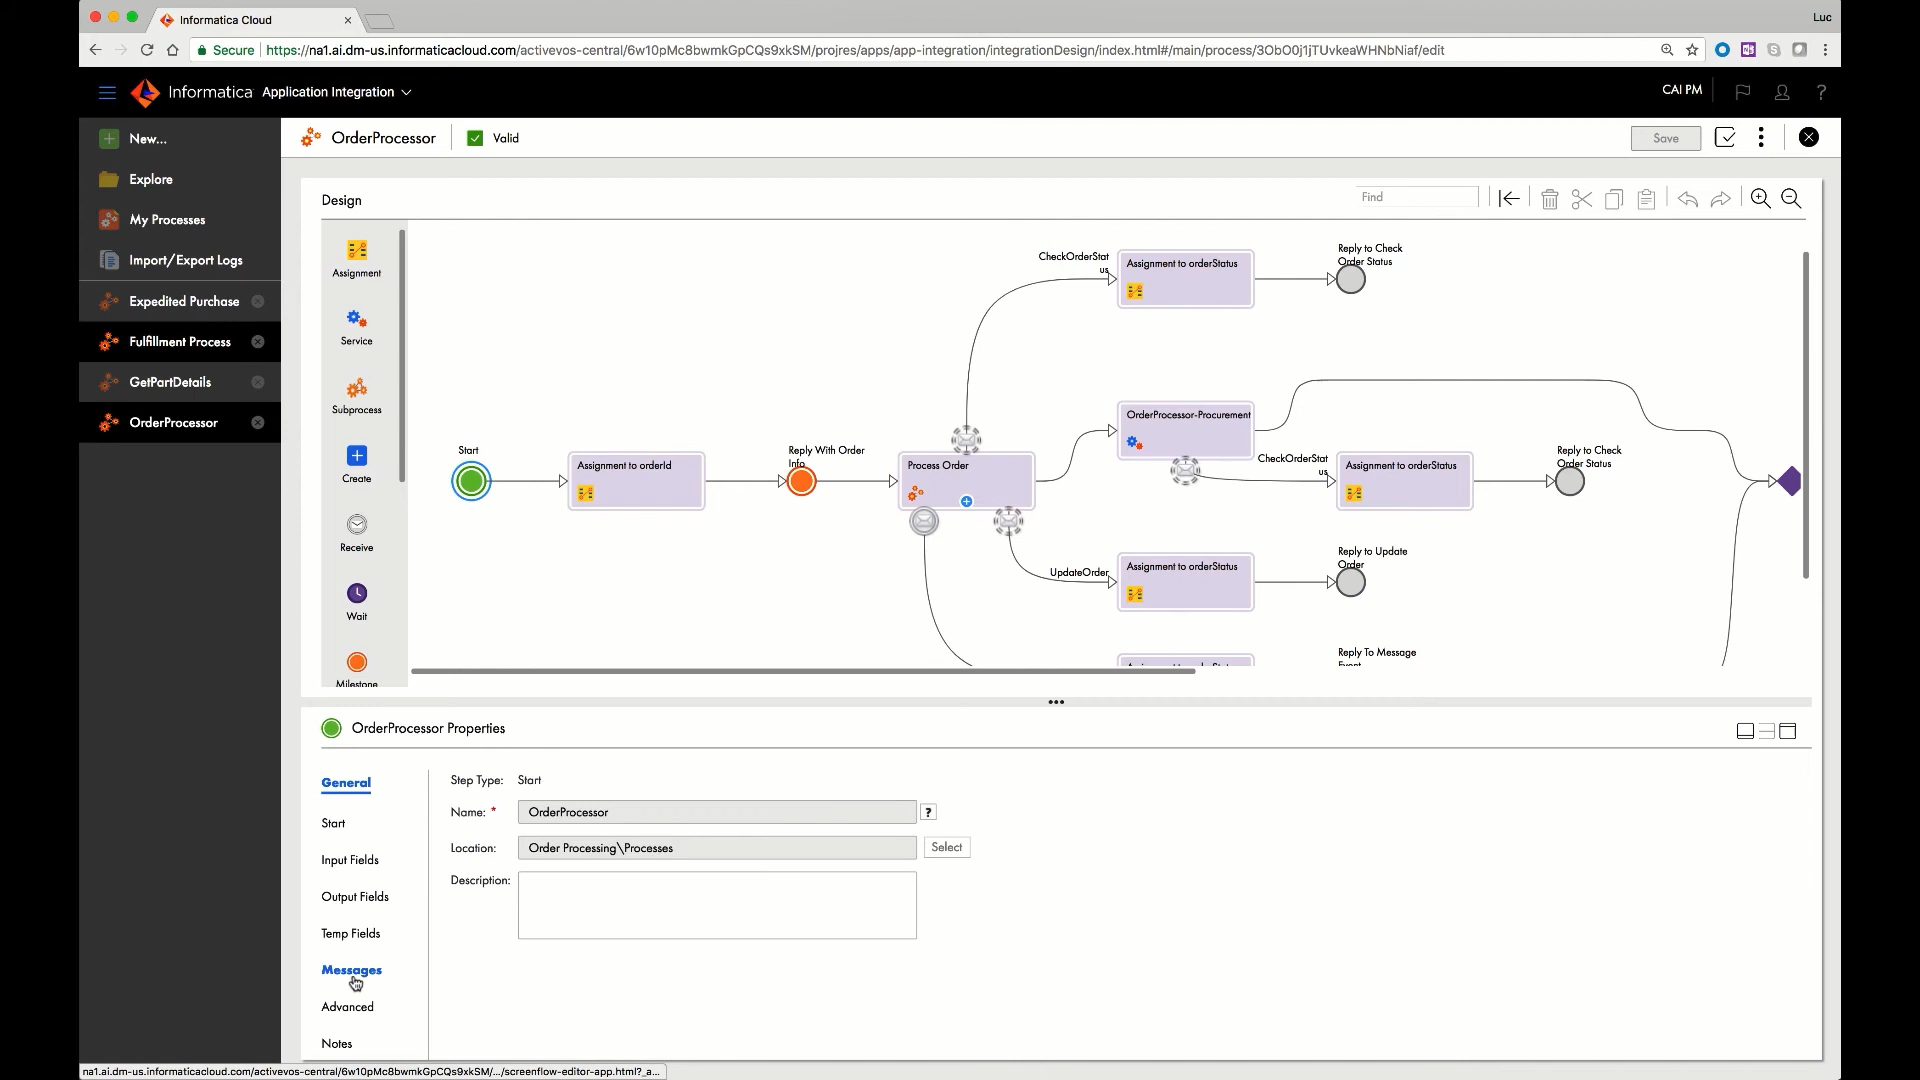 Informatica Cloud
Luc
Secure
https://na1.ai.dm-us.informaticacloud.com/activevos-central/6w10pMc8bwmkGpCQs9xkSM/projres/apps/app-integration/integrationDesign/index.html#/main/process/3ObO0j1jTUvkeaWHNbNiaf/edit
Informatica Application Integration
CAI PM
?
New...
Explore
My Processes
Import/Export Logs
Expedited Purchase
Fulfillment Process
GetPartDetails
OrderProcessor
OrderProcessor
Valid
Save
Design
Find
Assignment
Service
Subprocess
Create
Receive
Wait
Milestone
CheckOrderStat
us
Assignment to orderStatus
Reply to Check
Order Status
Start
Assignment to orderId
Reply With Order
Info
Process Order
OrderProcessor-Procurement
CheckOrderStat
us
Assignment to orderStatus
Reply to Check
Order Status
UpdateOrder
Assignment to orderStatus
Reply to Update
Order
Reply To Message
Event
OrderProcessor Properties
General
Start
Input Fields
Output Fields
Temp Fields
Messages
Advanced
Notes
Step Type: Start
Name: * OrderProcessor ?
Location: Order Processing\Processes Select
Description:
na1.ai.dm-us.informaticacloud.com/activevos-central/6w10pMc8bwmkGpCQs9xkSM/.../screenflow-editor-app.html?_a...